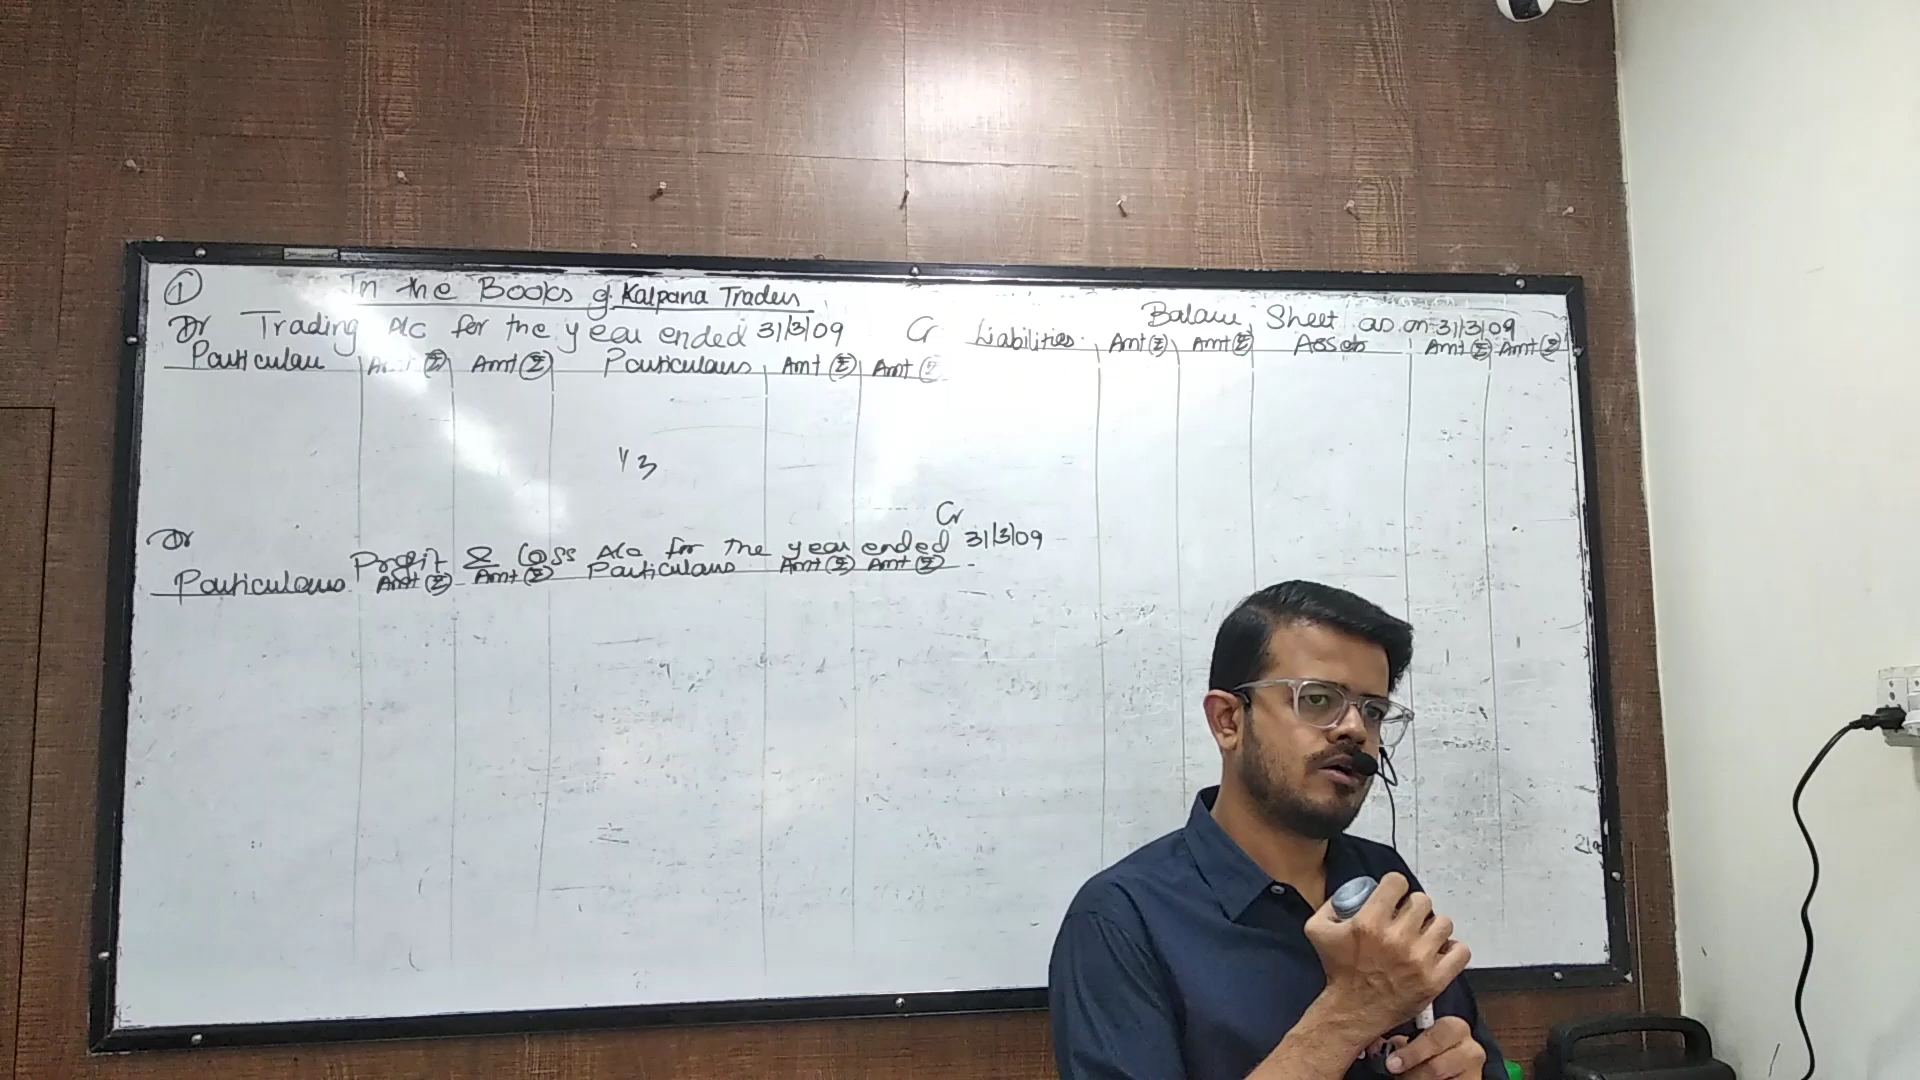 ① In the Books of Kalpana Traders
Dr Trading A/c for the year ended 31/3/09 Cr
Particulars Amt (₹) Amt (₹) Particulars Amt (₹) Amt (₹)
Balance Sheet as on 31/3/09
Liabilities Amt (₹) Amt (₹) Assets Amt (₹) Amt (₹)
Dr Profit & Loss A/c for the year ended 31/3/09 Cr
Particulars Amt (₹) Amt (₹) Particulars Amt (₹) Amt (₹)